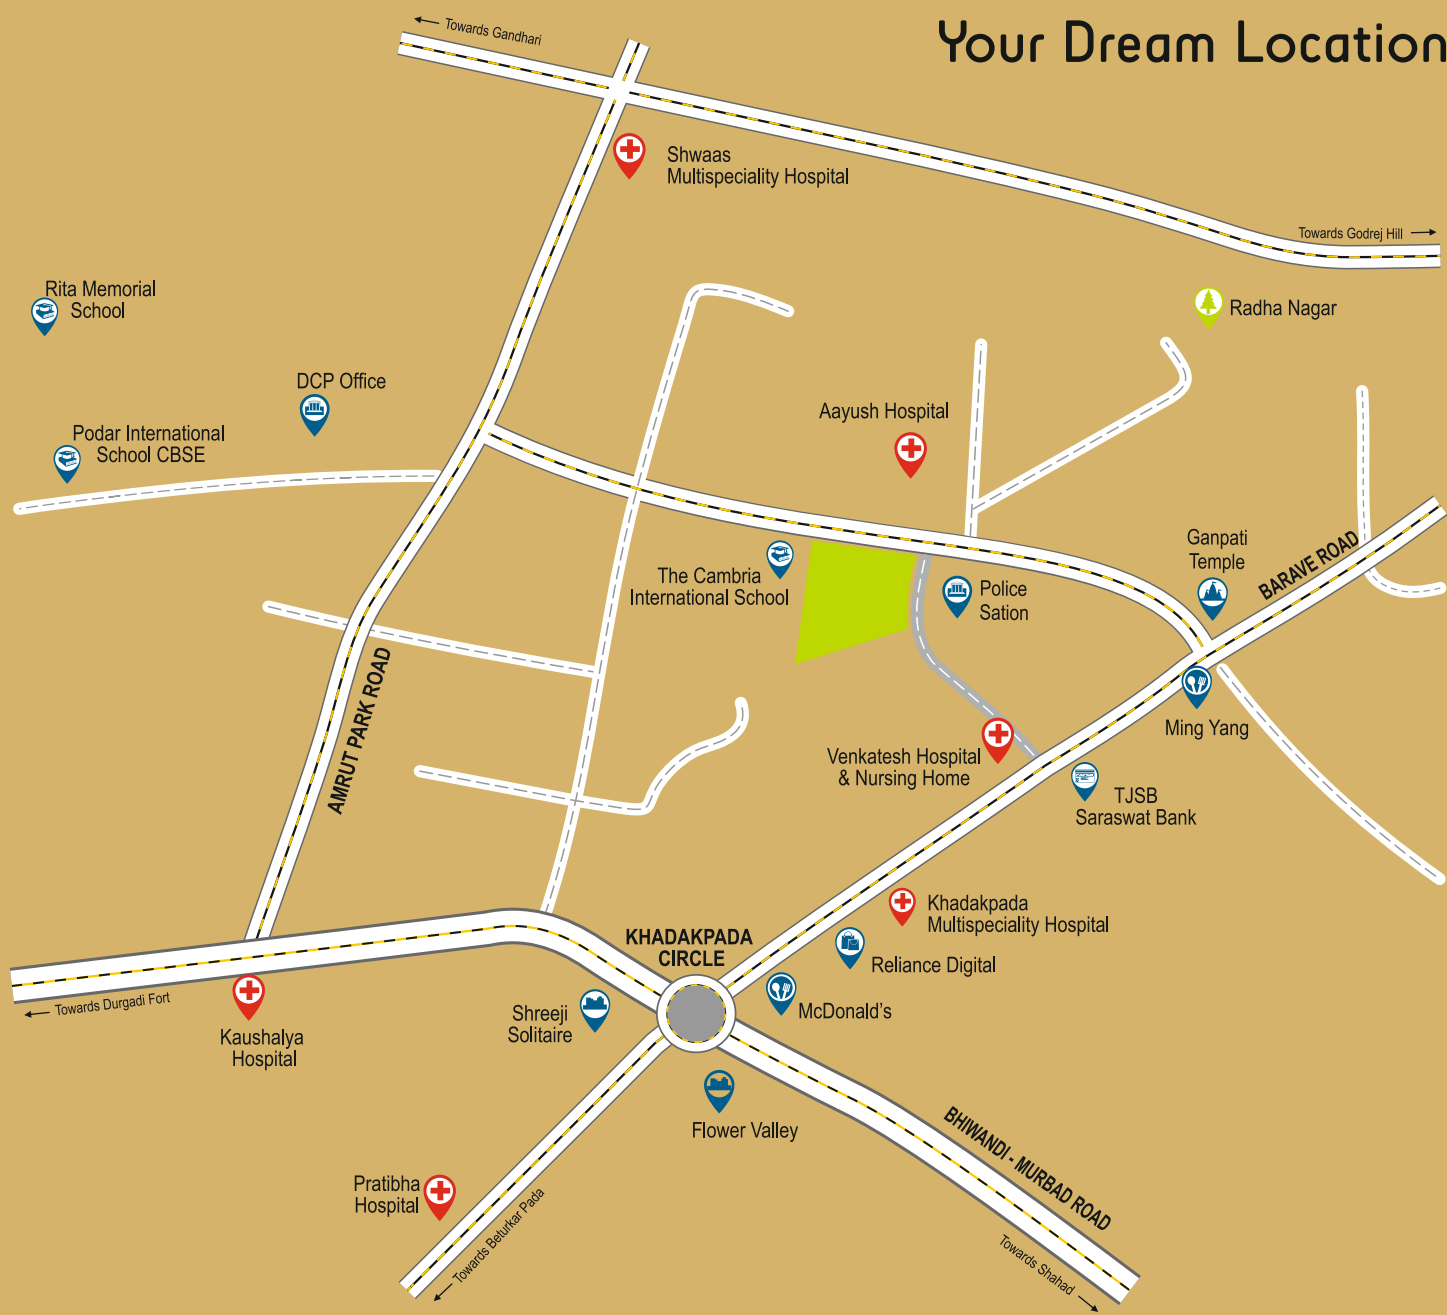 Your Dream Location
Towards Gandhari
Shwaas
Multispeciality Hospital
Towards Godrej Hill
Rita Memorial
School
Radha Nagar
DCP Office
Aayush Hospital
Podar International
School CBSE
Ganpati
Temple
BARAVE ROAD
The Cambria
International School
Police
Sation
AMRUT PARK ROAD
Ming Yang
Venkatesh Hospital
& Nursing Home
TJSB
Saraswat Bank
Khadakpada
Multispeciality Hospital
KHADAKPADA
CIRCLE
Reliance Digital
Towards Durgadi Fort
Shreeji
Solitaire
McDonald's
Kaushalya
Hospital
Flower Valley
BHIWANDI - MURBAD ROAD
Pratibha
Hospital
Towards Beturkar Pada
Towards Shahad